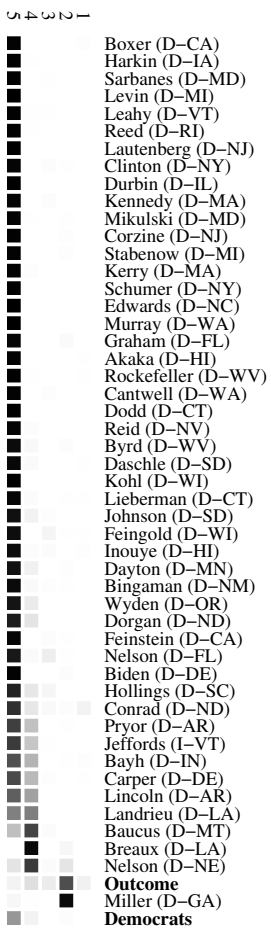 5 4 3 2 1
Boxer (D−CA)
Harkin (D−IA)
Sarbanes (D−MD)
Levin (D−MI)
Leahy (D−VT)
Reed (D−RI)
Lautenberg (D−NJ)
Clinton (D−NY)
Durbin (D−IL)
Kennedy (D−MA)
Mikulski (D−MD)
Corzine (D−NJ)
Stabenow (D−MI)
Kerry (D−MA)
Schumer (D−NY)
Edwards (D−NC)
Murray (D−WA)
Graham (D−FL)
Akaka (D−HI)
Rockefeller (D−WV)
Cantwell (D−WA)
Dodd (D−CT)
Reid (D−NV)
Byrd (D−WV)
Daschle (D−SD)
Kohl (D−WI)
Lieberman (D−CT)
Johnson (D−SD)
Feingold (D−WI)
Inouye (D−HI)
Dayton (D−MN)
Bingaman (D−NM)
Wyden (D−OR)
Dorgan (D−ND)
Feinstein (D−CA)
Nelson (D−FL)
Biden (D−DE)
Hollings (D−SC)
Conrad (D−ND)
Pryor (D−AR)
Jeffords (I−VT)
Bayh (D−IN)
Carper (D−DE)
Lincoln (D−AR)
Landrieu (D−LA)
Baucus (D−MT)
Breaux (D−LA)
Nelson (D−NE)
Outcome
Miller (D−GA)
Democrats